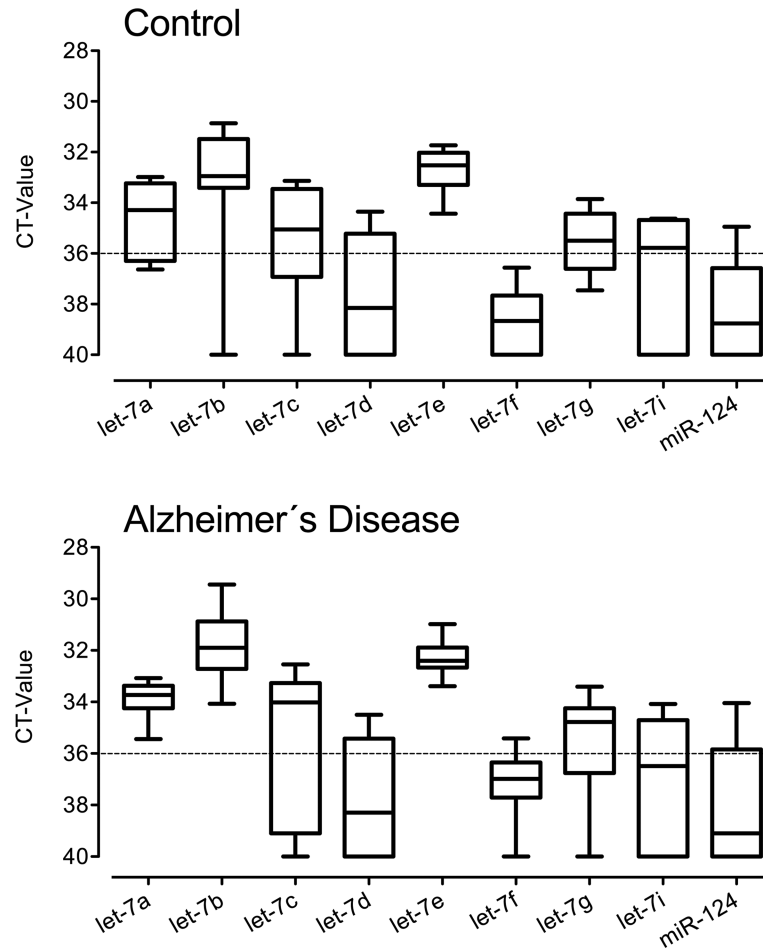 Control
28
30
32
34
36
38
40
CT-Value
let-7a
let-7b
let-7c
let-7d
let-7e
let-7f
let-7g
let-7i
miR-124
Alzheimer´s Disease
28
30
32
34
36
38
40
CT-Value
let-7a
let-7b
let-7c
let-7d
let-7e
let-7f
let-7g
let-7i
miR-124